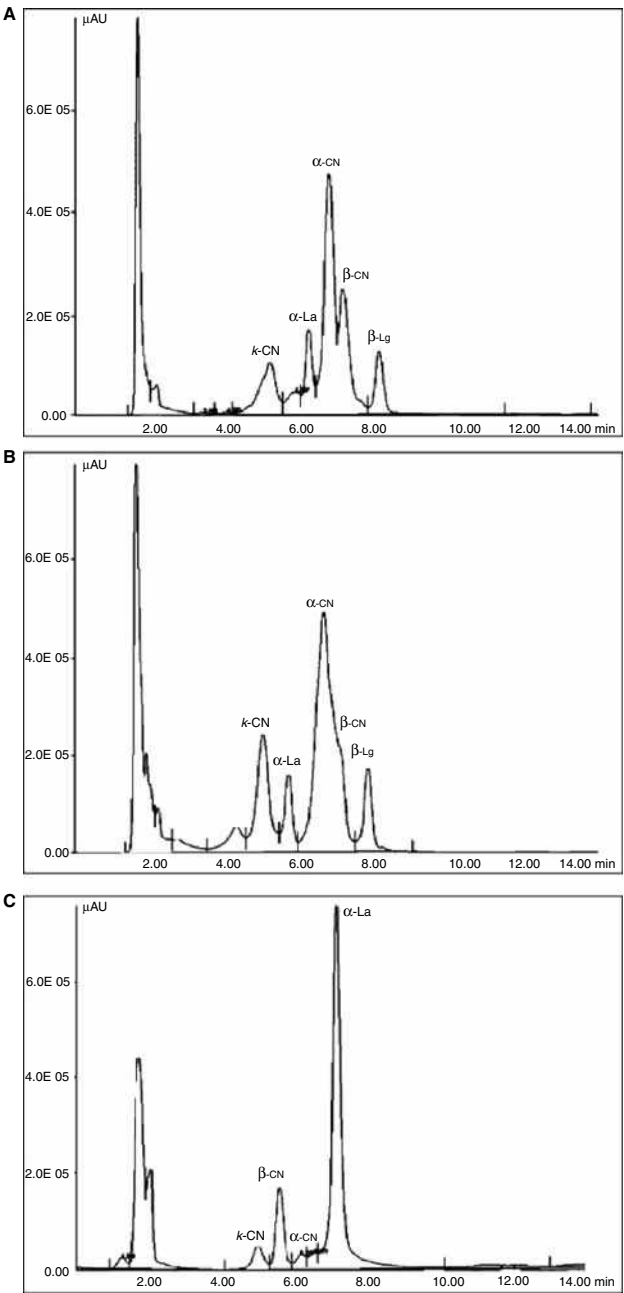 A
μAU
6.0E 05
α-CN
4.0E 05
β-CN
2.0E 05
α-La
β-Lg
k-CN
0.00
2.00 4.00 6.00 8.00 10.00 12.00 14.00 min
B
μAU
6.0E 05
α-CN
4.0E 05
k-CN
β-CN
2.0E 05
α-La
β-Lg
0.00
2.00 4.00 6.00 8.00 10.00 12.00 14.00 min
C
μAU
α-La
6.0E 05
4.0E 05
2.0E 05
β-CN
k-CN
α-CN
0.00
2.00 4.00 6.00 8.00 10.00 12.00 14.00 min